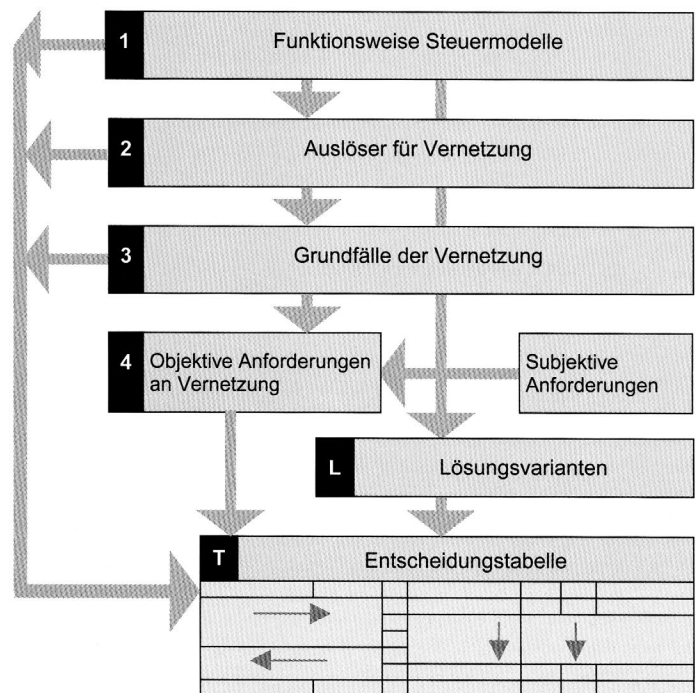 1 Funktionsweise Steuermodelle
2 Auslöser für Vernetzung
3 Grundfälle der Vernetzung
4 Objektive Anforderungen
an Vernetzung
Subjektive
Anforderungen
L Lösungsvarianten
T Entscheidungstabelle